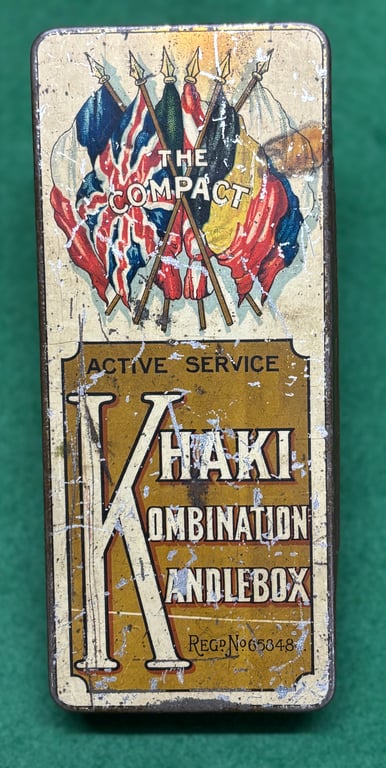 THE
COMPACT
ACTIVE SERVICE
KHAKI
KOMBINATION
KANDLEBOX
REGD. No 65348